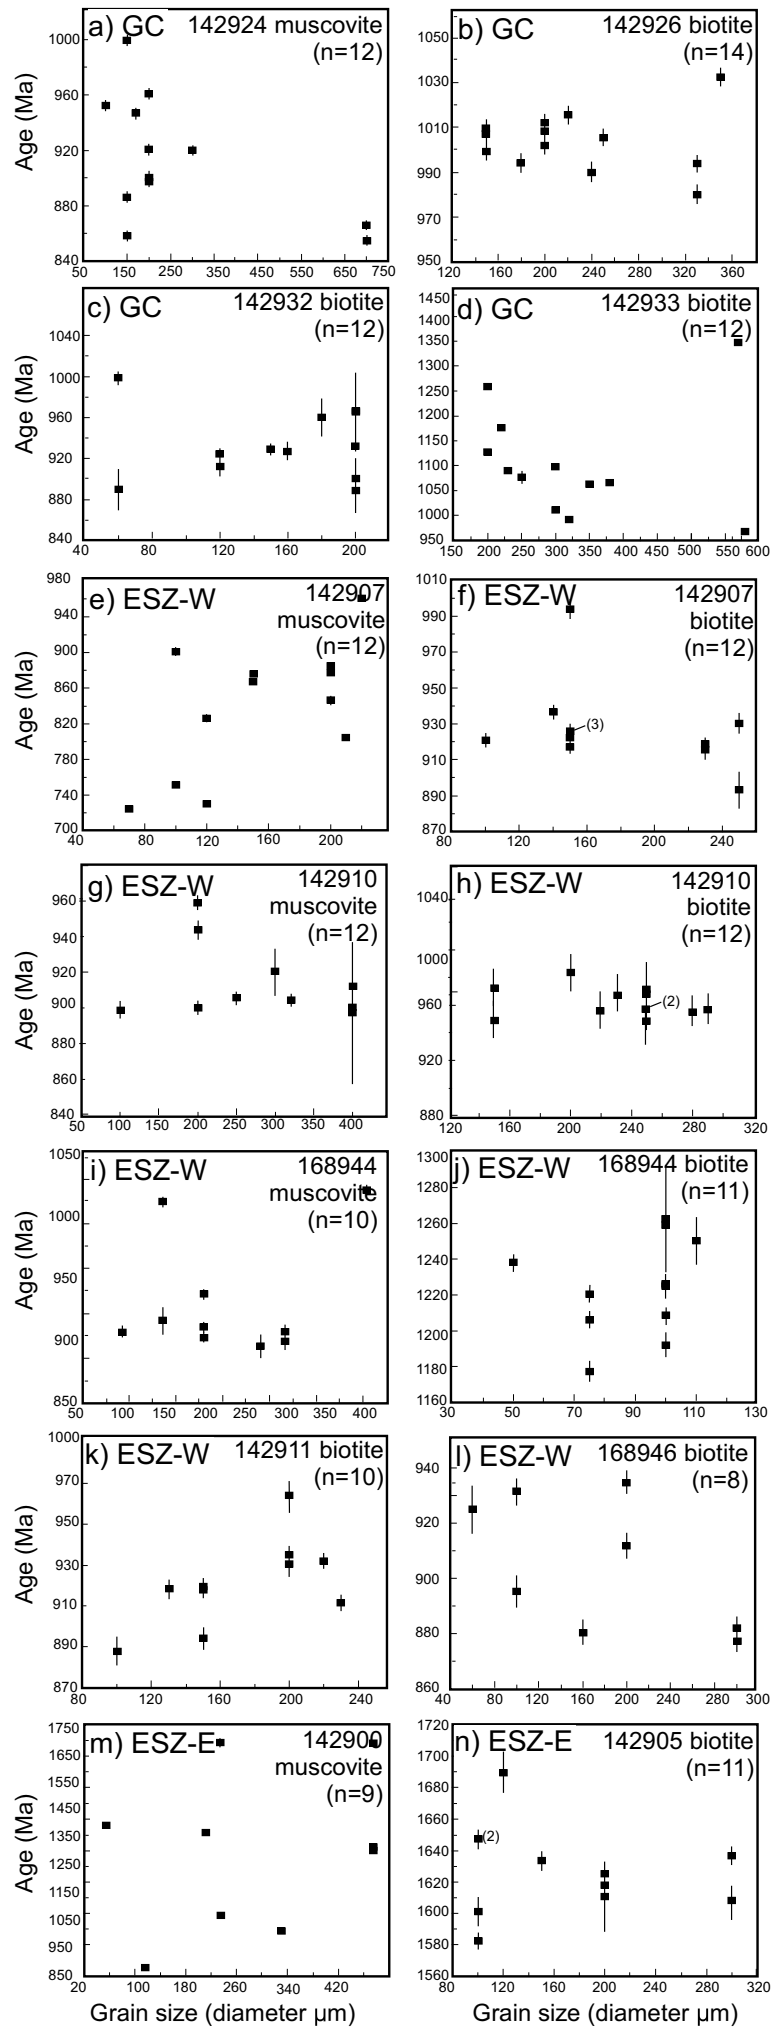 a) GC
142924 muscovite
(n=12)
Age (Ma)
1000
960
920
880
840
50 150 250 350 450 550 650 750
b) GC
142926 biotite
(n=14)
1060
1030
1010
990
970
950
120 160 200 240 280 320 360
c) GC
142932 biotite
(n=12)
Age (Ma)
1040
1000
960
920
880
840
40 80 120 160 200
d) GC
142933 biotite
(n=12)
1450
1400
1350
1300
1250
1200
1150
1100
1050
1000
950
150 200 250 300 350 400 450 500 550 600
e) ESZ-W
142907
muscovite
(n=12)
Age (Ma)
980
960
900
860
820
780
740
700
40 80 120 160 200
f) ESZ-W
142907
biotite
(n=12)
(3)
1010
990
970
950
930
910
890
870
80 120 160 200 240
g) ESZ-W
142910
muscovite
(n=12)
Age (Ma)
960
940
920
900
880
860
840
50 100 150 200 250 300 350 400
h) ESZ-W
142910
biotite
(n=12)
(2)
1040
1000
960
920
880
120 160 200 240 280 320
i) ESZ-W
168944
muscovite
(n=10)
Age (Ma)
1050
1000
950
900
850
50 100 150 200 250 300 350 400
j) ESZ-W
168944 biotite
(n=11)
1300
1280
1260
1240
1220
1200
1180
1160
30 50 70 90 110 130
k) ESZ-W
142911 biotite
(n=10)
Age (Ma)
1000
970
950
930
910
890
870
80 120 160 200 240
l) ESZ-W
168946 biotite
(n=8)
940
920
900
880
860
40 80 120 160 200 240 260 300
m) ESZ-E
142900
muscovite
(n=9)
Age (Ma)
1750
1650
1550
1450
1350
1250
1150
1050
950
850
20 120 240 340 420
Grain size (diameter µm)
n) ESZ-E
142905 biotite
(n=11)
(2)
1720
1700
1680
1660
1640
1620
1600
1580
1560
80 120 160 200 240 280 320
Grain size (diameter µm)